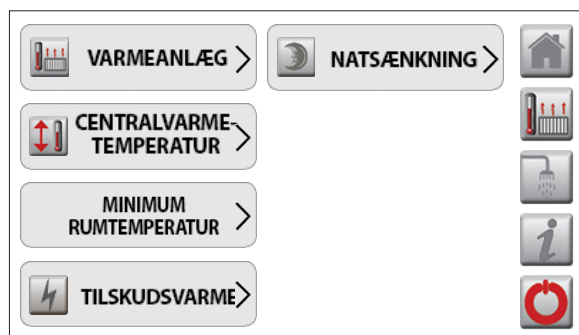 VARMEANLÆG
NATSÆNKNING
CENTRALVARME-
TEMPERATUR
MINIMUM
RUMTEMPERATUR
TILSKUDSVARME